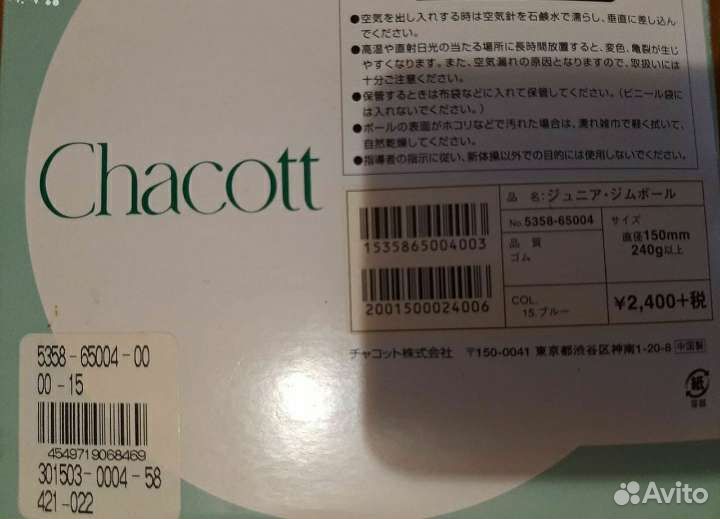 ●空気を出し入れする時は空気針を石鹸水で濡らし、垂直に差し込ん
でください。
●高温や直射日光の当たる場所に長時間放置すると、変色、亀裂が生じ
やすくなります。また、空気漏れの原因となりますので、取扱いには
十分ご注意ください。
●保管するときは布袋などに入れて保管してください。(ビニール袋に
は入れないでください。)
●ボールの表面がホコリなどで汚れた場合は、濡れ雑巾で軽く拭いて、
自然乾燥してください。
●指導者の指示に従い、新体操以外での目的には使用しないでください。
Chacott
1535865004003
2001500024006
品 名:ジュニア・ジムボール
No.5358-65004
サイズ
直径150mm
240g以上
品 質
ゴム
COL.
15.ブルー
¥2,400+税
チャコット株式会社 〒150-0041 東京都渋谷区神南1-20-8 中国製
紙
5358-65004-00
00-15
4549719068469
301503-0004-58
421-022
Avito